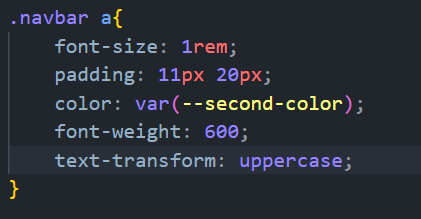 .navbar a{
    font-size: 1rem;
    padding: 11px 20px;
    color: var(--second-color);
    font-weight: 600;
    text-transform: uppercase;
}